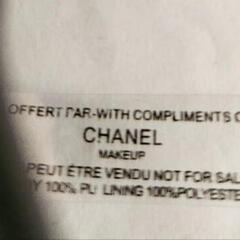 OFFERT PAR-WITH COMPLIMENTS O
CHANEL
MAKEUP
PEUT ÊTRE VENDU NOT FOR SAL
100% PU LINING 100%POLYESTE